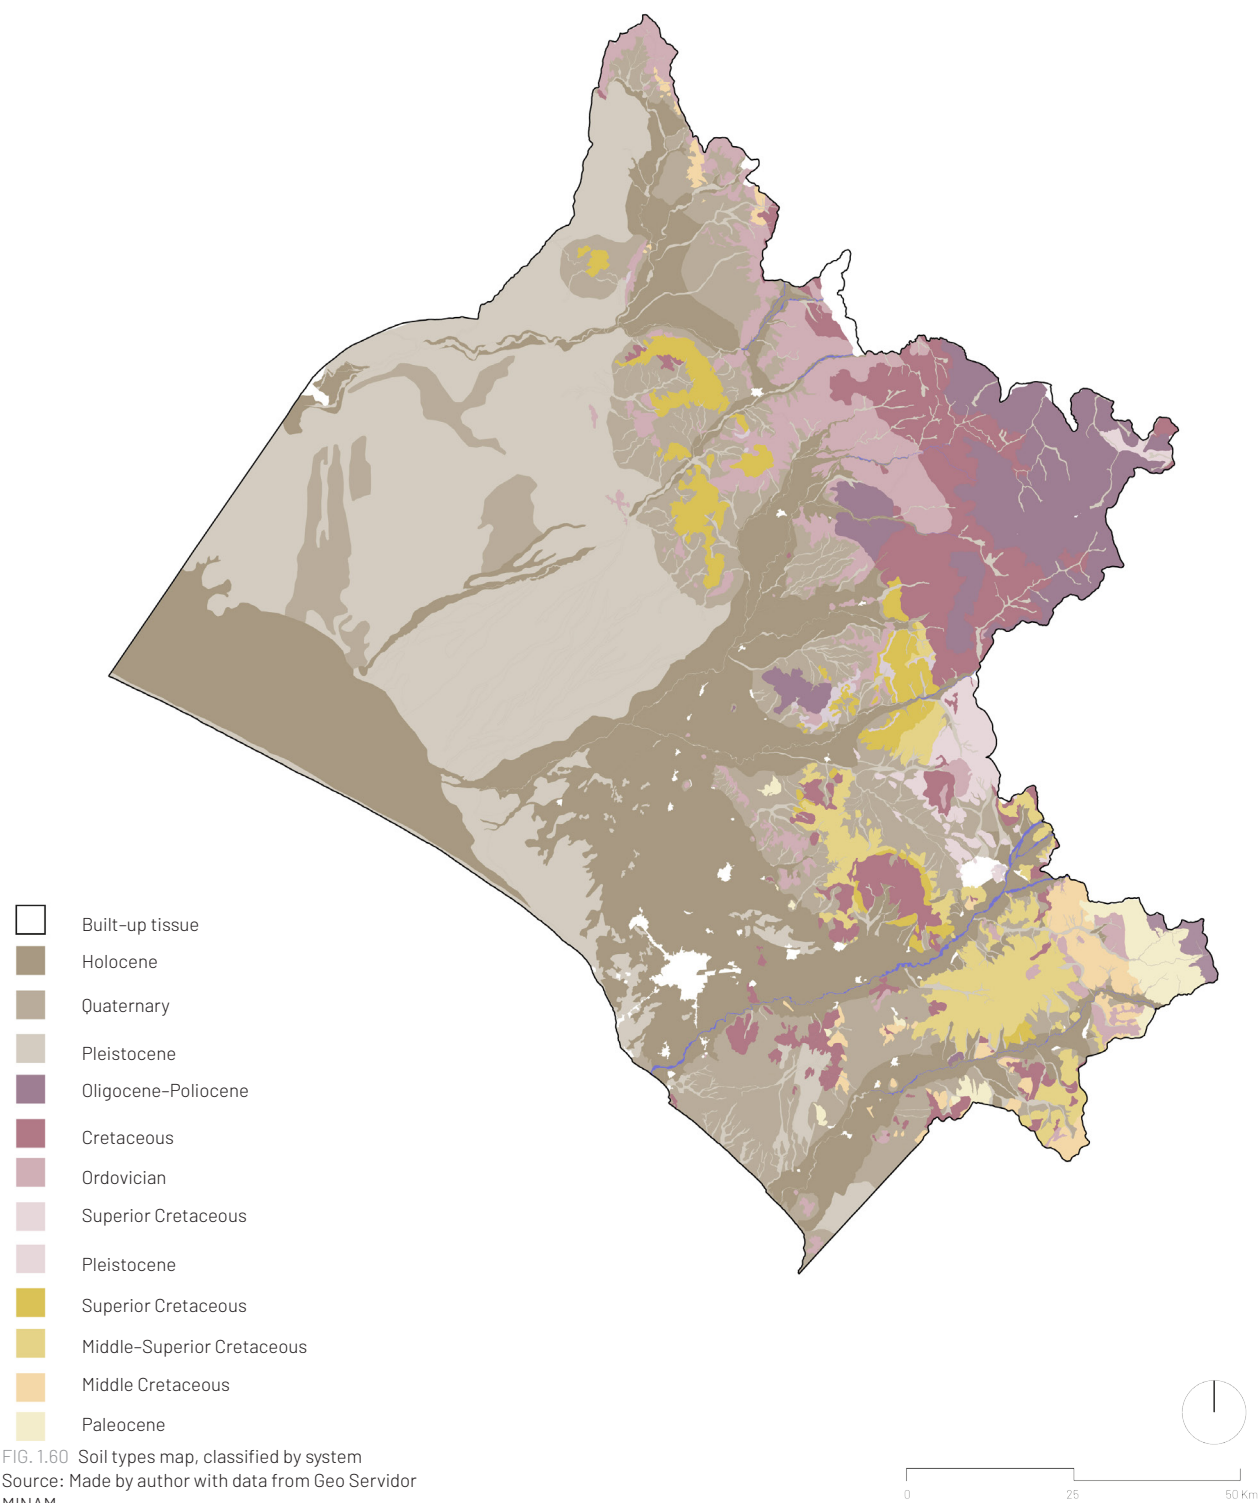 Built-up tissue
Holocene
Quaternary
Pleistocene
Oligocene-Poliocene
Cretaceous
Ordovician
Superior Cretaceous
Pleistocene
Superior Cretaceous
Middle-Superior Cretaceous
Middle Cretaceous
Paleocene
FIG. 1.60 Soil types map, classified by system
Source: Made by author with data from Geo Servidor
MINAM
0 25 50 Km